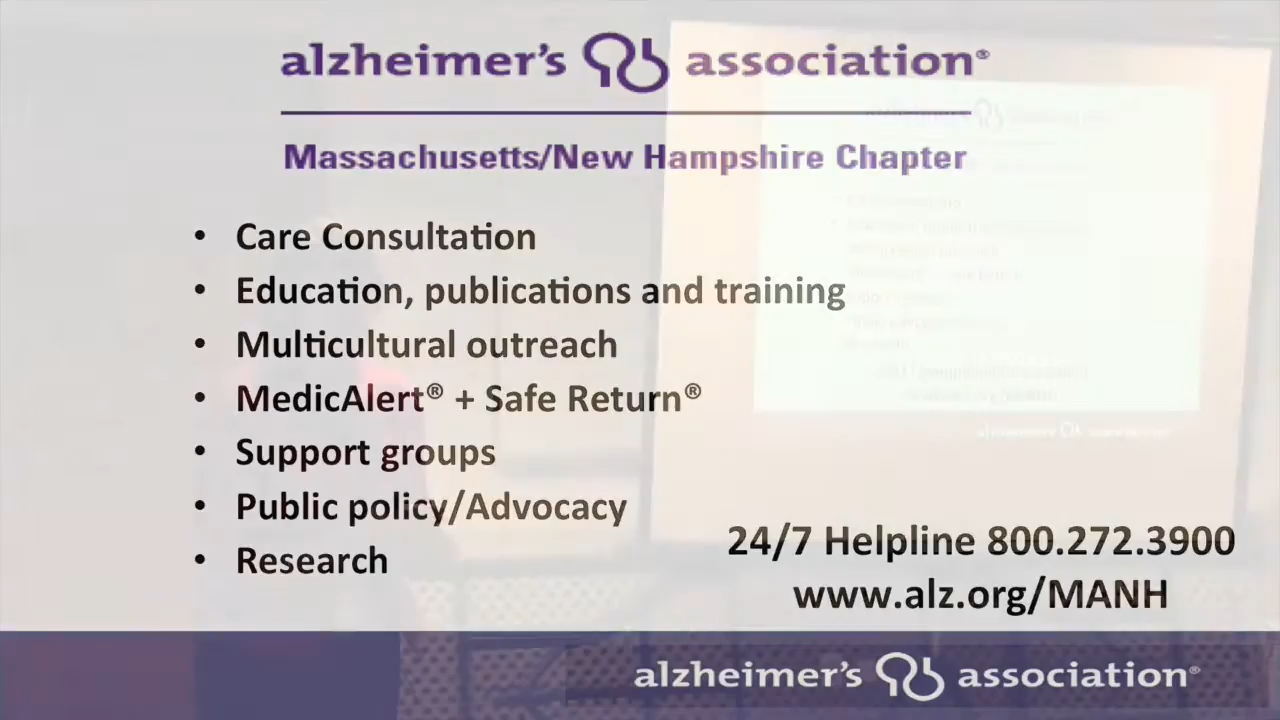 alzheimer's association®
Massachusetts/New Hampshire Chapter
• Care Consultation
• Education, publications and training
• Multicultural outreach
• MedicAlert® + Safe Return®
• Support groups
• Public policy/Advocacy
• Research
24/7 Helpline 800.272.3900
www.alz.org/MANH
alzheimer's association®